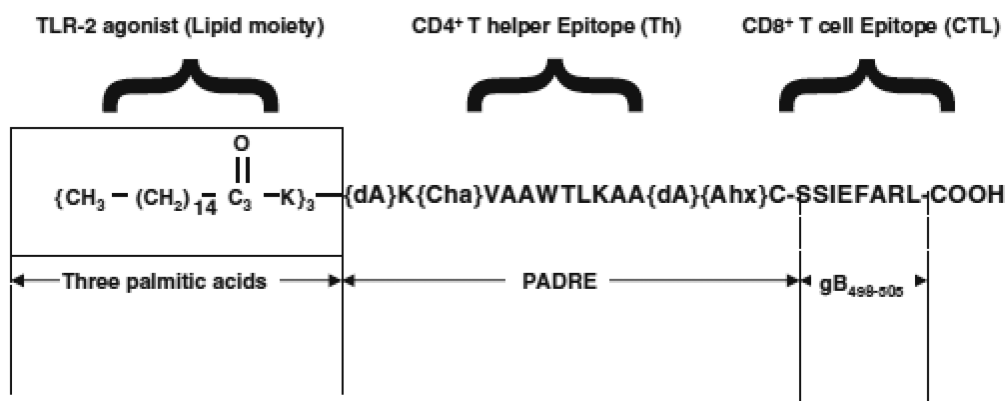 TLR-2 agonist (Lipid moiety) CD4⁺ T helper Epitope (Th) CD8⁺ T cell Epitope (CTL)
O
{CH₃ – (CH₂)₁₄– C₃ –K}₃–{dA}K{Cha}VAAWTLKAA{dA}{Ahx}C-SSIEFARL-COOH
Three palmitic acids PADRE gB₄₉₈₋₅₀₅